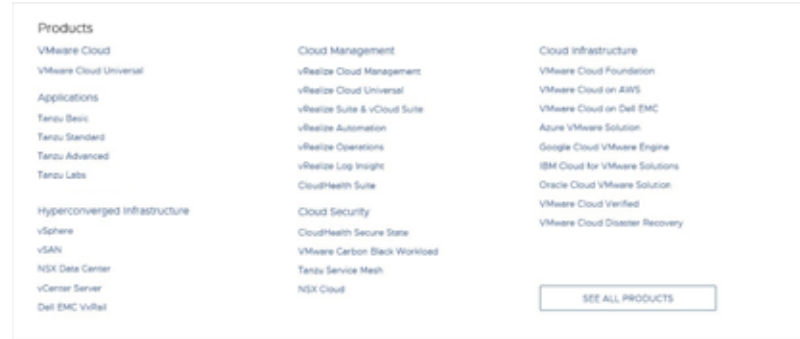 Products
VMware Cloud
VMware Cloud Universal
Applications
Tanzu Basic
Tanzu Standard
Tanzu Advanced
Tanzu Labs
Hyperconverged Infrastructure
vSphere
vSAN
NSX Data Center
vCenter Server
Dell EMC VxRail
Cloud Management
vRealize Cloud Management
vRealize Cloud Universal
vRealize Suite & vCloud Suite
vRealize Automation
vRealize Operations
vRealize Log Insight
CloudHealth Suite
Cloud Security
CloudHealth Secure State
VMware Carbon Black Workload
Tanzu Service Mesh
NSX Cloud
Cloud Infrastructure
VMware Cloud Foundation
VMware Cloud on AWS
VMware Cloud on Dell EMC
Azure VMware Solution
Google Cloud VMware Engine
IBM Cloud for VMware Solutions
Oracle Cloud VMware Solution
VMware Cloud Verified
VMware Cloud Disaster Recovery
SEE ALL PRODUCTS